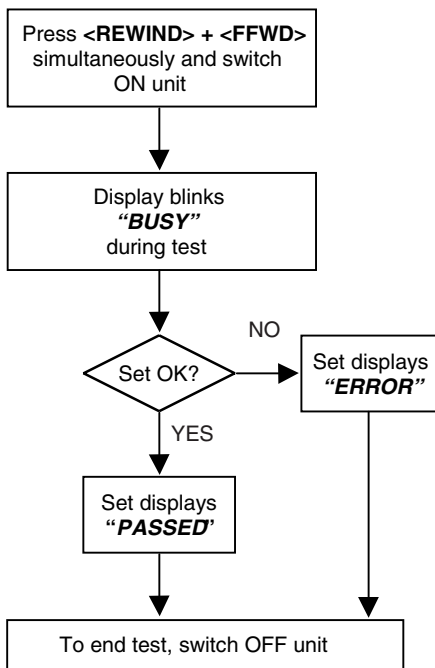 Press <REWIND> + <FFWD>
simultaneously and switch
ON unit
Display blinks
“BUSY”
during test
Set OK?
NO
Set displays
“ERROR”
YES
Set displays
“PASSED”
To end test, switch OFF unit